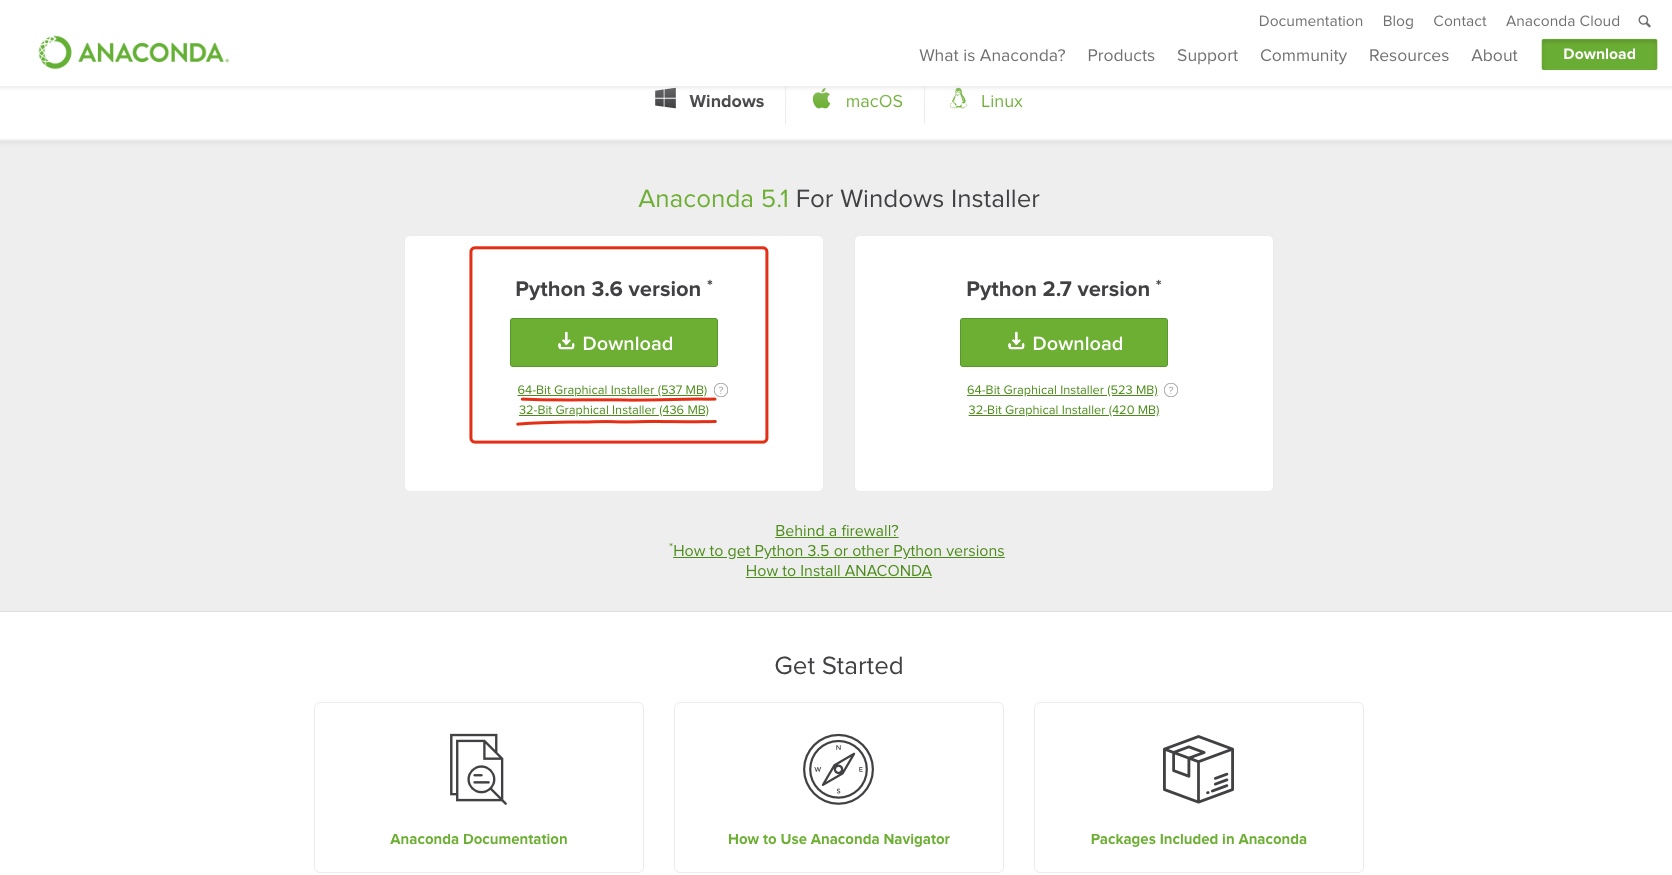 Documentation Blog Contact Anaconda Cloud
ANACONDA.
What is Anaconda? Products Support Community Resources About Download
Windows macOS Linux
Anaconda 5.1 For Windows Installer
Python 3.6 version *
Download
64-Bit Graphical Installer (537 MB) ?
32-Bit Graphical Installer (436 MB)
Python 2.7 version *
Download
64-Bit Graphical Installer (523 MB) ?
32-Bit Graphical Installer (420 MB)
Behind a firewall?
*How to get Python 3.5 or other Python versions
How to Install ANACONDA
Get Started
N
W E
S
Anaconda Documentation
How to Use Anaconda Navigator
Packages Included in Anaconda